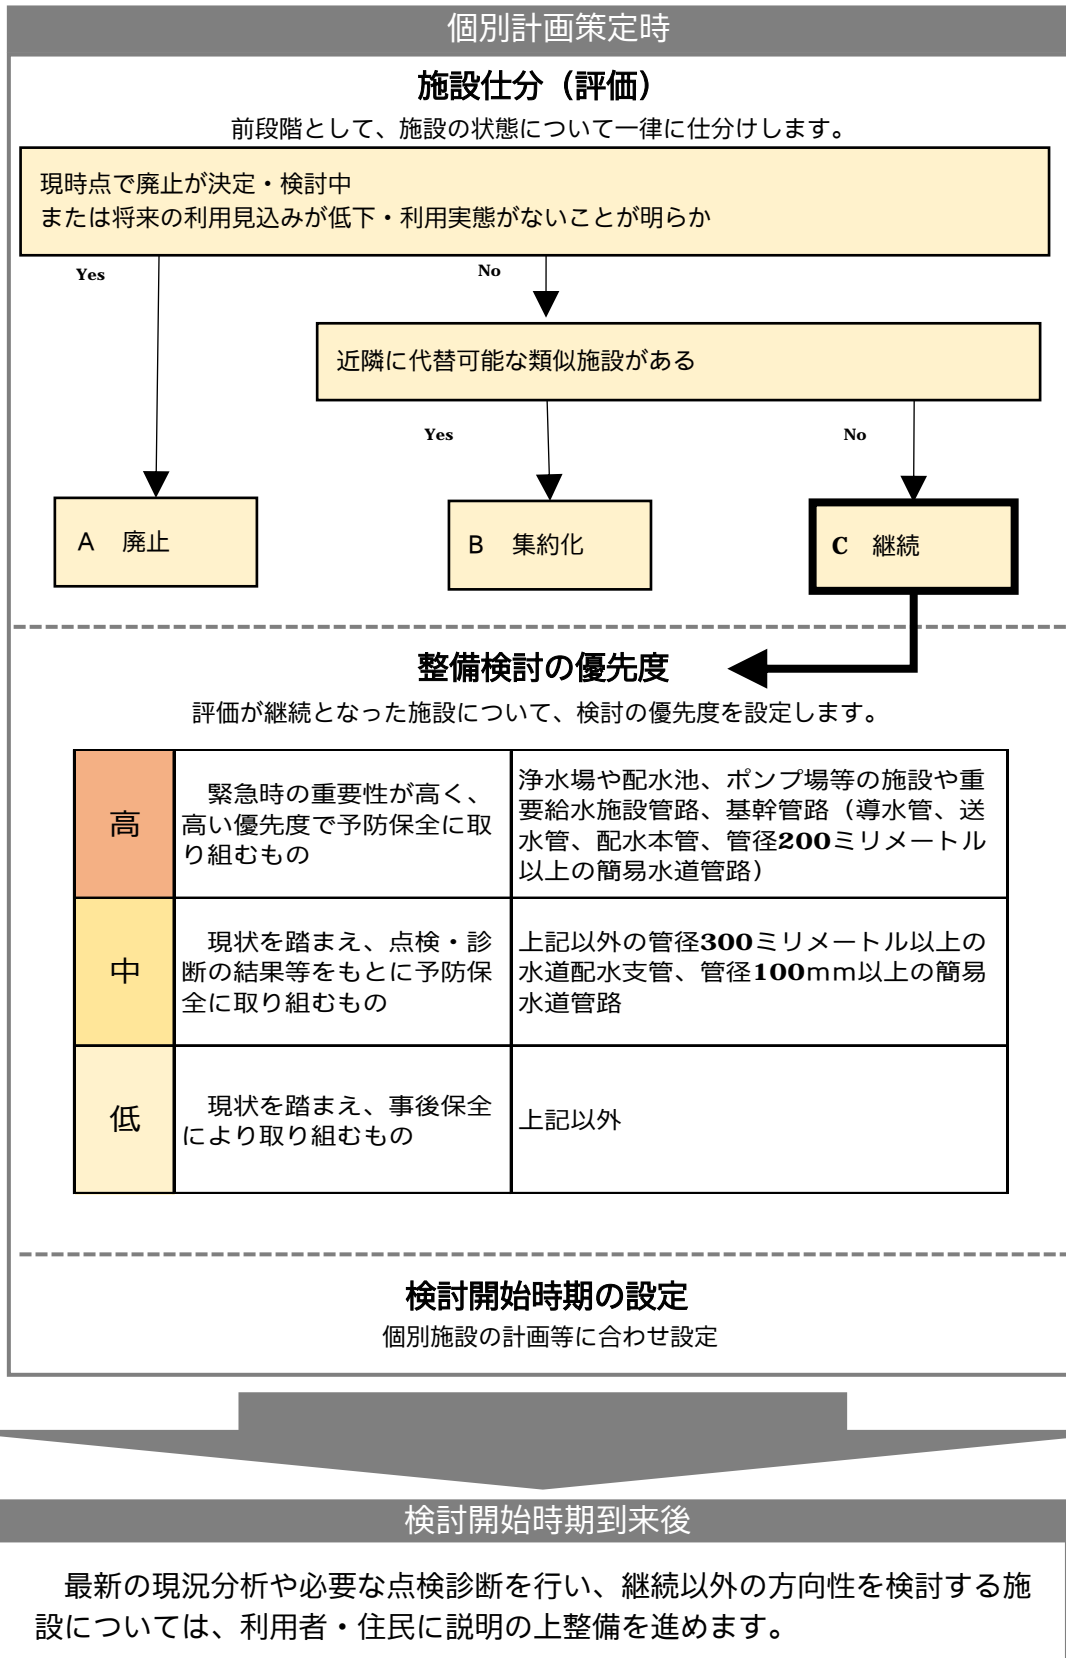 個別計画策定時
施設仕分（評価）
前段階として、施設の状態について一律に仕分けします。
現時点で廃止が決定・検討中
または将来の利用見込みが低下・利用実態がないことが明らか
Yes
No
近隣に代替可能な類似施設がある
Yes
No
A　廃止
B　集約化
C　継続
整備検討の優先度
評価が継続となった施設について、検討の優先度を設定します。
高
緊急時の重要性が高く、
高い優先度で予防保全に取
り組むもの
浄水場や配水池、ポンプ場等の施設や重
要給水施設管路、基幹管路（導水管、送
水管、配水本管、管径200ミリメートル
以上の簡易水道管路）
中
現状を踏まえ、点検・診
断の結果等をもとに予防保
全に取り組むもの
上記以外の管径300ミリメートル以上の
水道配水支管、管径100mm以上の簡易
水道管路
低
現状を踏まえ、事後保全
により取り組むもの
上記以外
検討開始時期の設定
個別施設の計画等に合わせ設定
検討開始時期到来後
最新の現況分析や必要な点検診断を行い、継続以外の方向性を検討する施
設については、利用者・住民に説明の上整備を進めます。